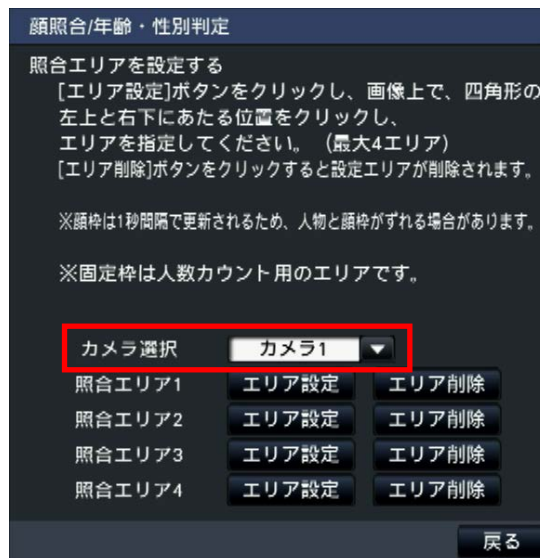 顔照合/年齢・性別判定
照合エリアを設定する
[エリア設定]ボタンをクリックし、画像上で、四角形の
左上と右下にあたる位置をクリックし、
エリアを指定してください。（最大4エリア）
[エリア削除]ボタンをクリックすると設定エリアが削除されます。
※顔枠は1秒間隔で更新されるため、人物と顔枠がずれる場合があります。
※固定枠は人数カウント用のエリアです。
カメラ選択 カメラ1
照合エリア1 エリア設定 エリア削除
照合エリア2 エリア設定 エリア削除
照合エリア3 エリア設定 エリア削除
照合エリア4 エリア設定 エリア削除
戻る